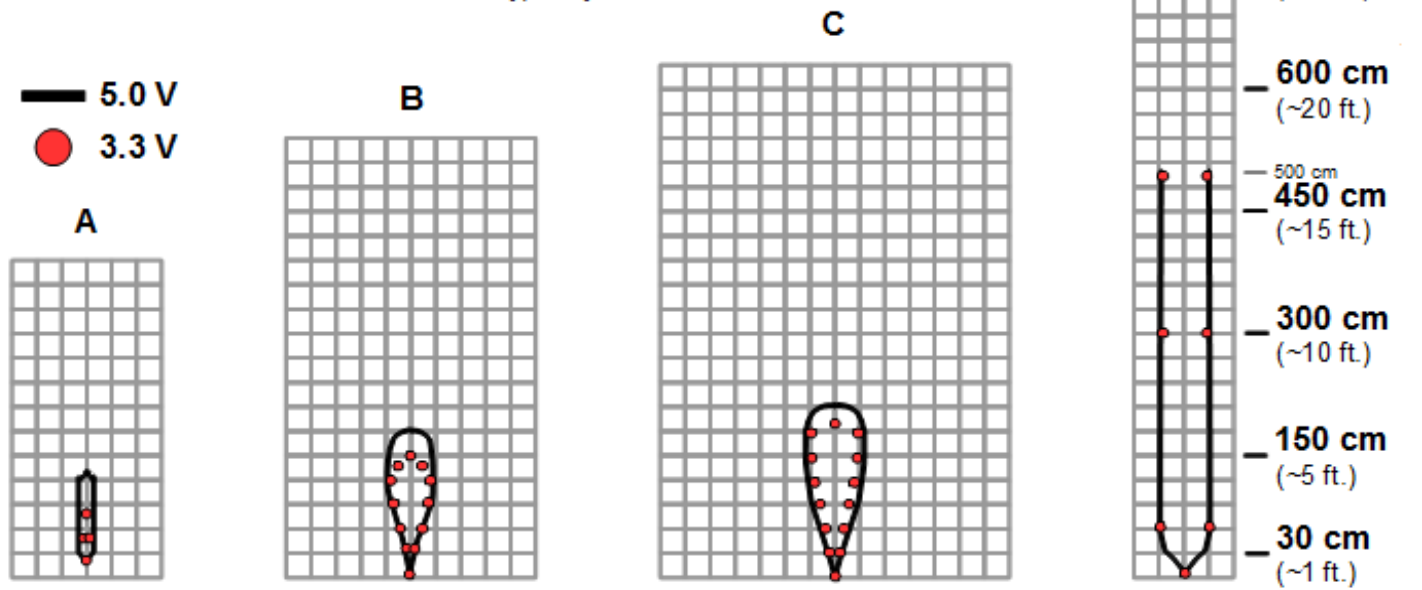 C
5.0 V
B
3.3 V
A
600 cm
(~20 ft.)
500 cm
450 cm
(~15 ft.)
300 cm
(~10 ft.)
150 cm
(~5 ft.)
30 cm
(~1 ft.)